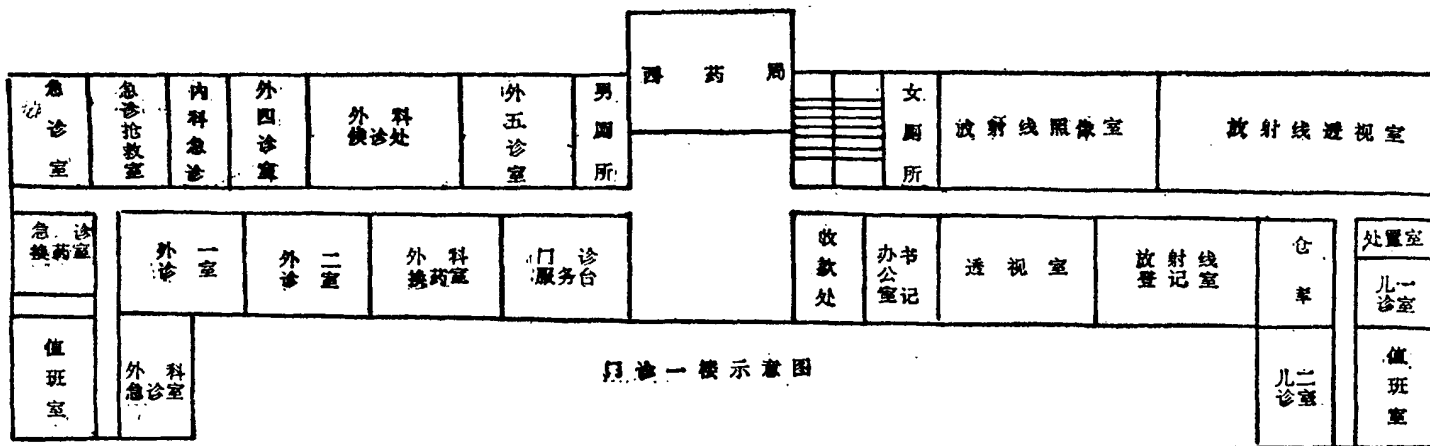 西药局
急诊室
急诊抢救室
内科急诊
外四诊室
外科
候诊处
外五诊室
男厕所
女厕所
放射线照像室
放射线透视室
急诊
换药室
外一
诊室
外二
诊室
外科
换药室
门诊
服务台
收款处
办公室
书记
透视室
放射线
登记室
仓库
处置室
儿一
诊室
值班室
外科
急诊室
门诊一楼示意图
儿二
诊室
值班室